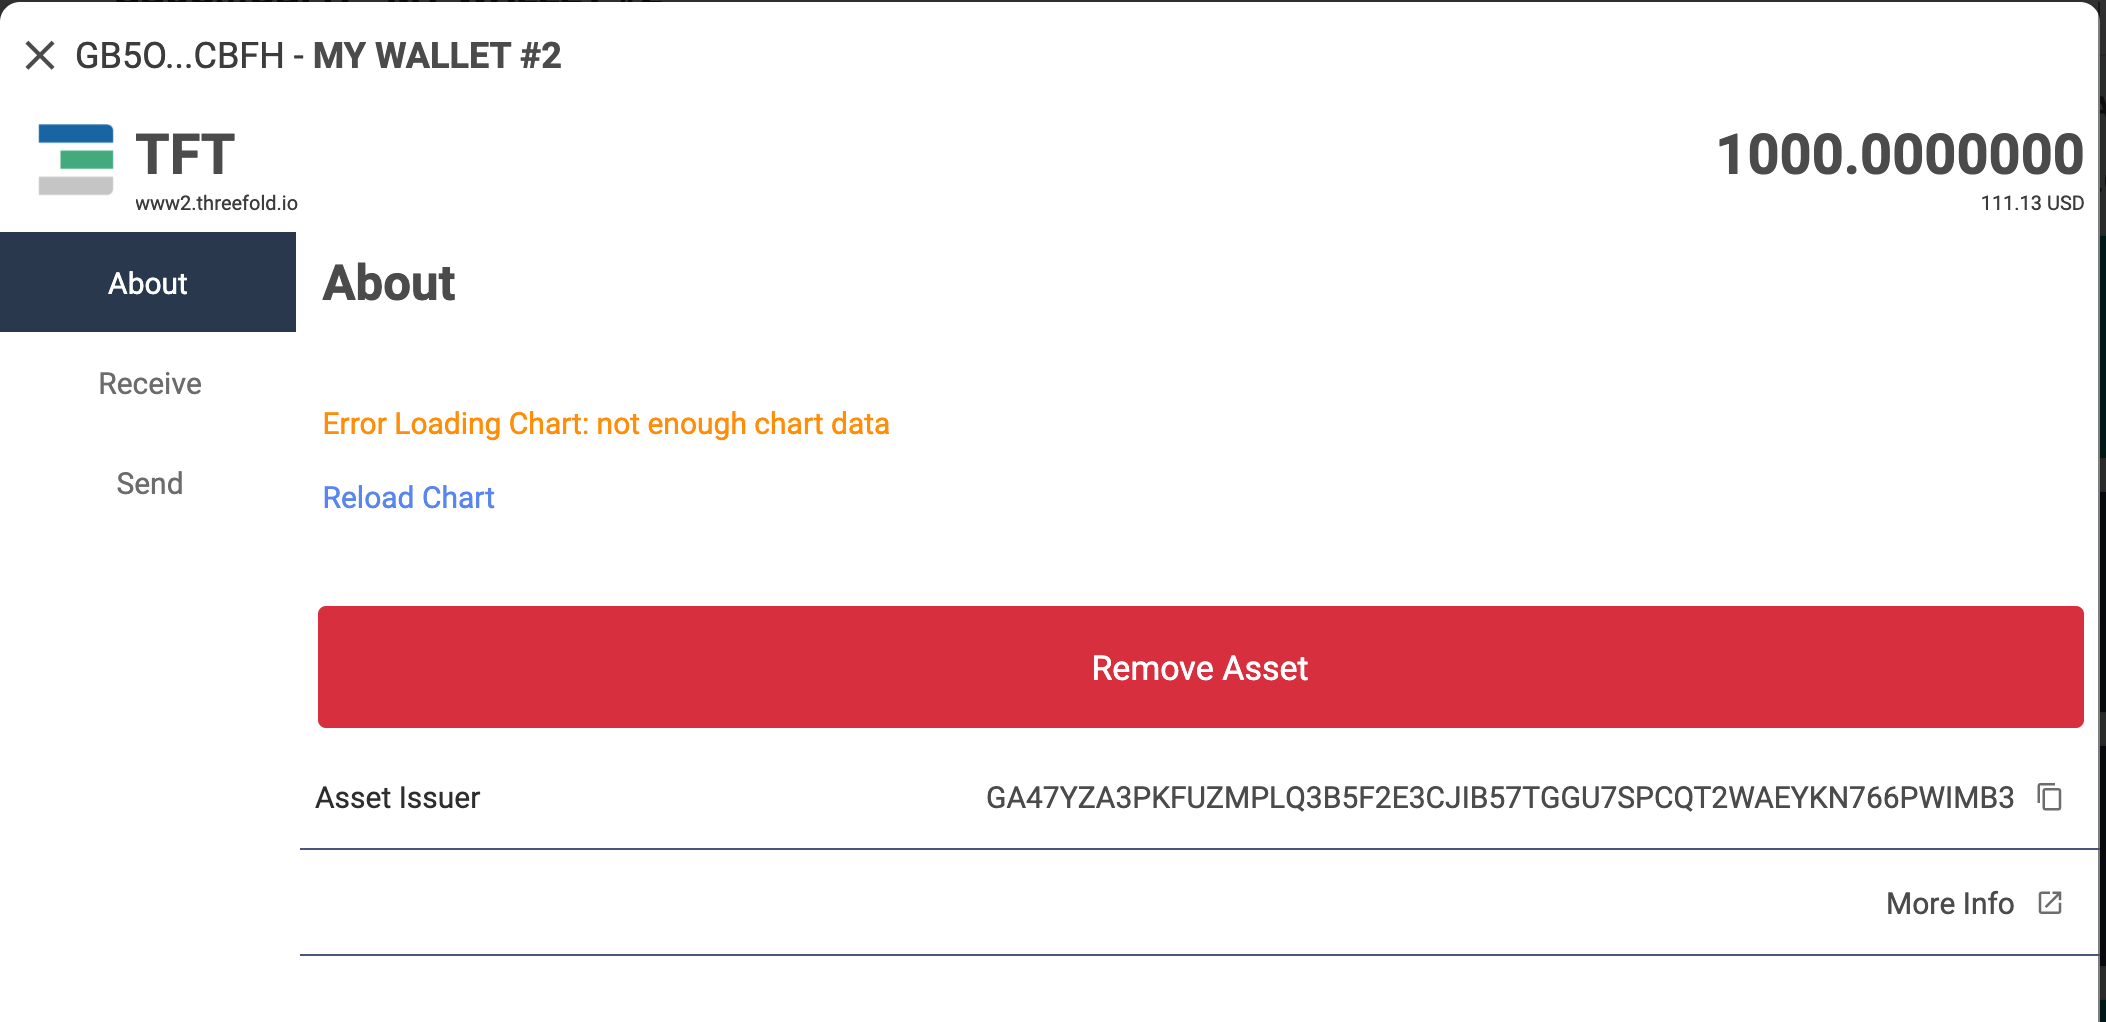 GB5O...CBFH - MY WALLET #2
TFT
www2.threefold.io
1000.0000000
111.13 USD
About
Receive
Send
About
Error Loading Chart: not enough chart data
Reload Chart
Remove Asset
Asset Issuer
GA47YZA3PKFUZMPLQ3B5F2E3CJIB57TGGU7SPCQT2WAEYKN766PWIMB3
More Info